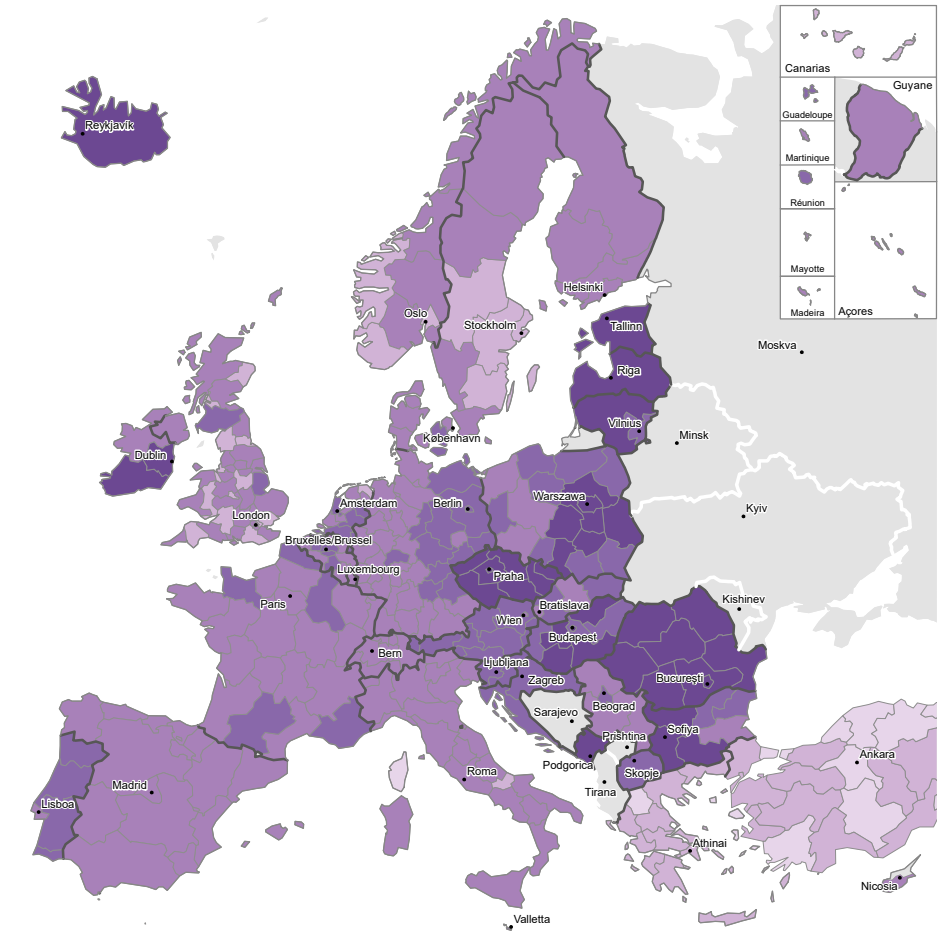 Canarias
Guyane
Guadeloupe
Martinique
Réunion
Mayotte
Madeira
Açores
Reykjavík
Helsinki
Oslo
Stockholm
Tallinn
Moskva
Riga
Vilnius
Minsk
København
Dublin
Warszawa
Amsterdam
Berlin
London
Kyiv
Bruxelles/Brussel
Luxembourg
Praha
Kishinev
Paris
Bratislava
Wien
Budapest
Bern
Ljubljana
Zagreb
Bucureşti
Beograd
Sarajevo
Sofiya
Prishtina
Ankara
Podgorica
Skopje
Roma
Madrid
Tirana
Lisboa
Athinai
Nicosia
Valletta